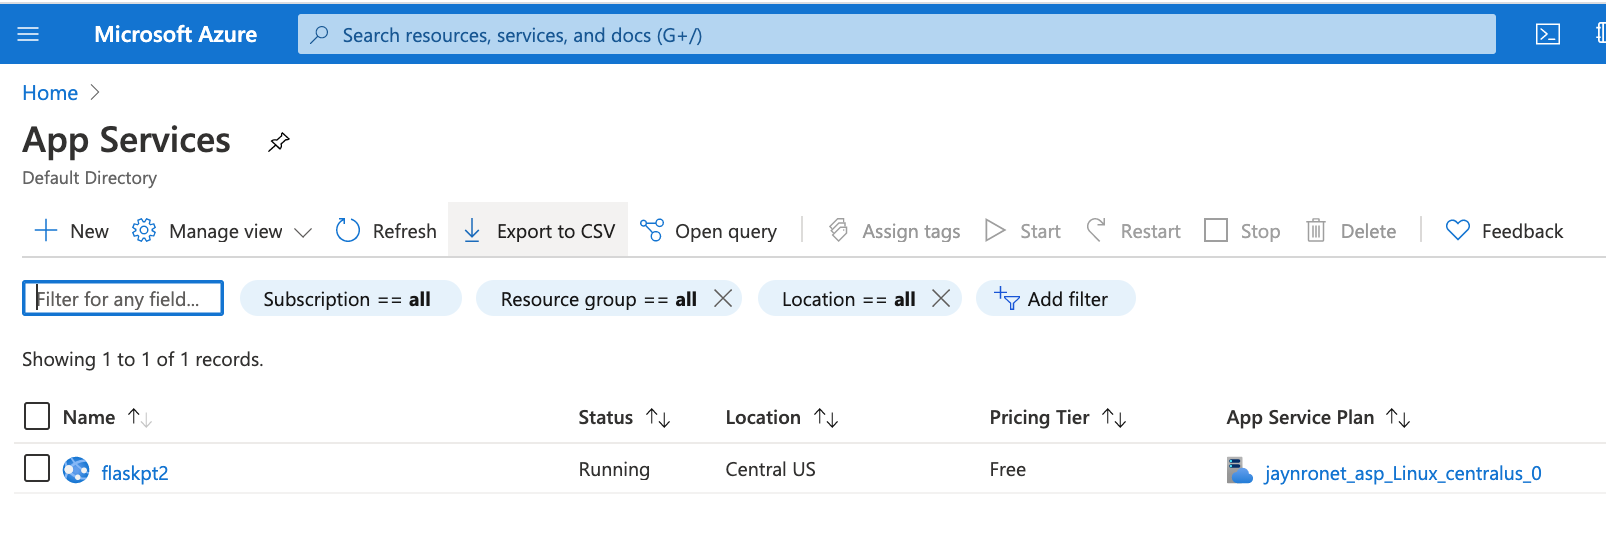 Microsoft Azure
Search resources, services, and docs (G+/)
Home
App Services
Default Directory
New Manage view Refresh Export to CSV Open query Assign tags Start Restart Stop Delete Feedback
Filter for any field... Subscription == all Resource group == all Location == all Add filter
Showing 1 to 1 of 1 records.
Name Status Location Pricing Tier App Service Plan
flaskpt2 Running Central US Free jaynronet_asp_Linux_centralus_0